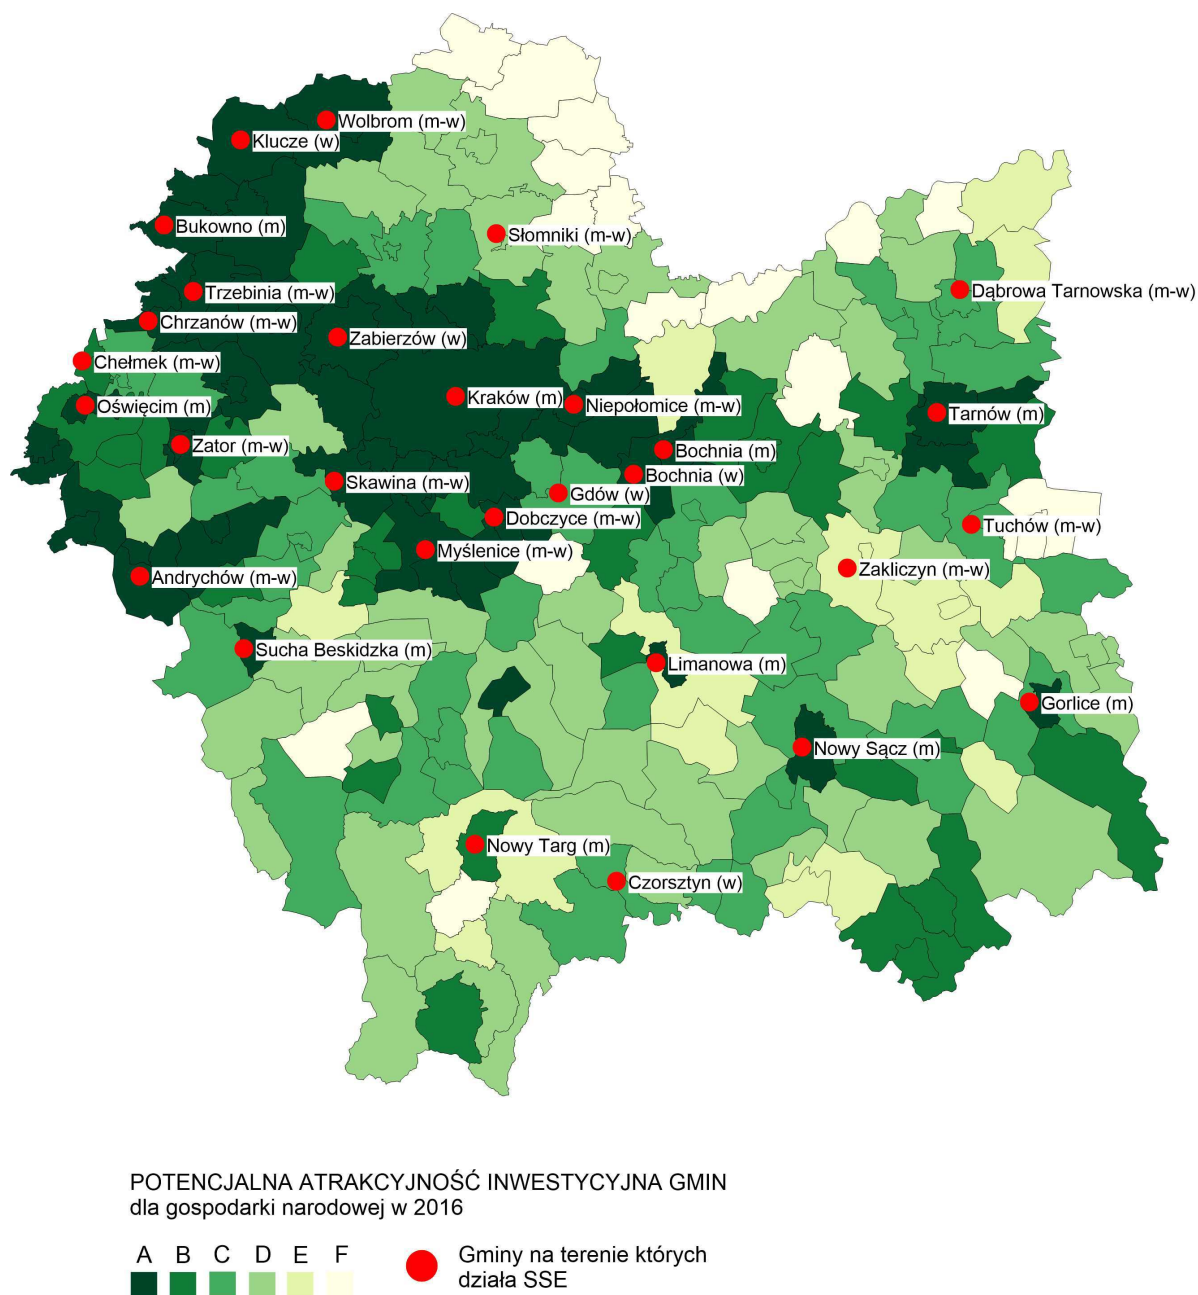 Wolbrom (m-w)
Klucze (w)
Bukowno (m)
Słomniki (m-w)
Trzebinia (m-w)
Dąbrowa Tarnowska (m-w)
Chrzanów (m-w)
Zabierzów (w)
Chełmek (m-w)
Kraków (m)
Niepołomice (m-w)
Oświęcim (m)
Tarnów (m)
Zator (m-w)
Bochnia (m)
Bochnia (w)
Skawina (m-w)
Gdów (w)
Dobczyce (m-w)
Tuchów (m-w)
Myślenice (m-w)
Zakliczyn (m-w)
Andrychów (m-w)
Sucha Beskidzka (m)
Limanowa (m)
Gorlice (m)
Nowy Sącz (m)
Nowy Targ (m)
Czorsztyn (w)
POTENCJALNA ATRAKCYJNOŚĆ INWESTYCYJNA GMIN
dla gospodarki narodowej w 2016
A B C D E F
Gminy na terenie których
działa SSE